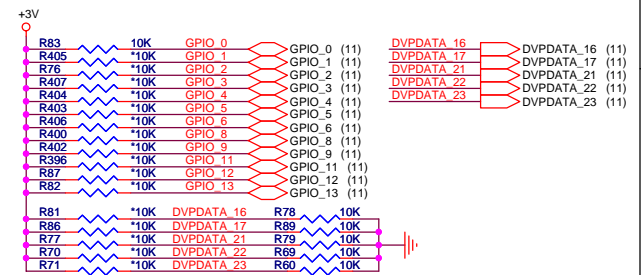 +3V
R83 10K GPIO_0 GPIO_0 (11) DVPDATA_16 DVPDATA_16 (11)
R405 *10K GPIO_1 GPIO_1 (11) DVPDATA_17 DVPDATA_17 (11)
R76 *10K GPIO_2 GPIO_2 (11) DVPDATA_21 DVPDATA_21 (11)
R407 *10K GPIO_3 GPIO_3 (11) DVPDATA_22 DVPDATA_22 (11)
R404 *10K GPIO_4 GPIO_4 (11) DVPDATA_23 DVPDATA_23 (11)
R403 *10K GPIO_5 GPIO_5 (11)
R406 *10K GPIO_6 GPIO_6 (11)
R400 *10K GPIO_8 GPIO_8 (11)
R402 *10K GPIO_9 GPIO_9 (11)
R396 *10K GPIO_11 GPIO_11 (11)
R87 *10K GPIO_12 GPIO_12 (11)
R82 *10K GPIO_13 GPIO_13 (11)
R81 *10K DVPDATA_16 R78 10K
R86 *10K DVPDATA_17 R89 10K
R77 *10K DVPDATA_21 R79 10K
R70 *10K DVPDATA_22 R69 10K
R71 *10K DVPDATA_23 R60 10K